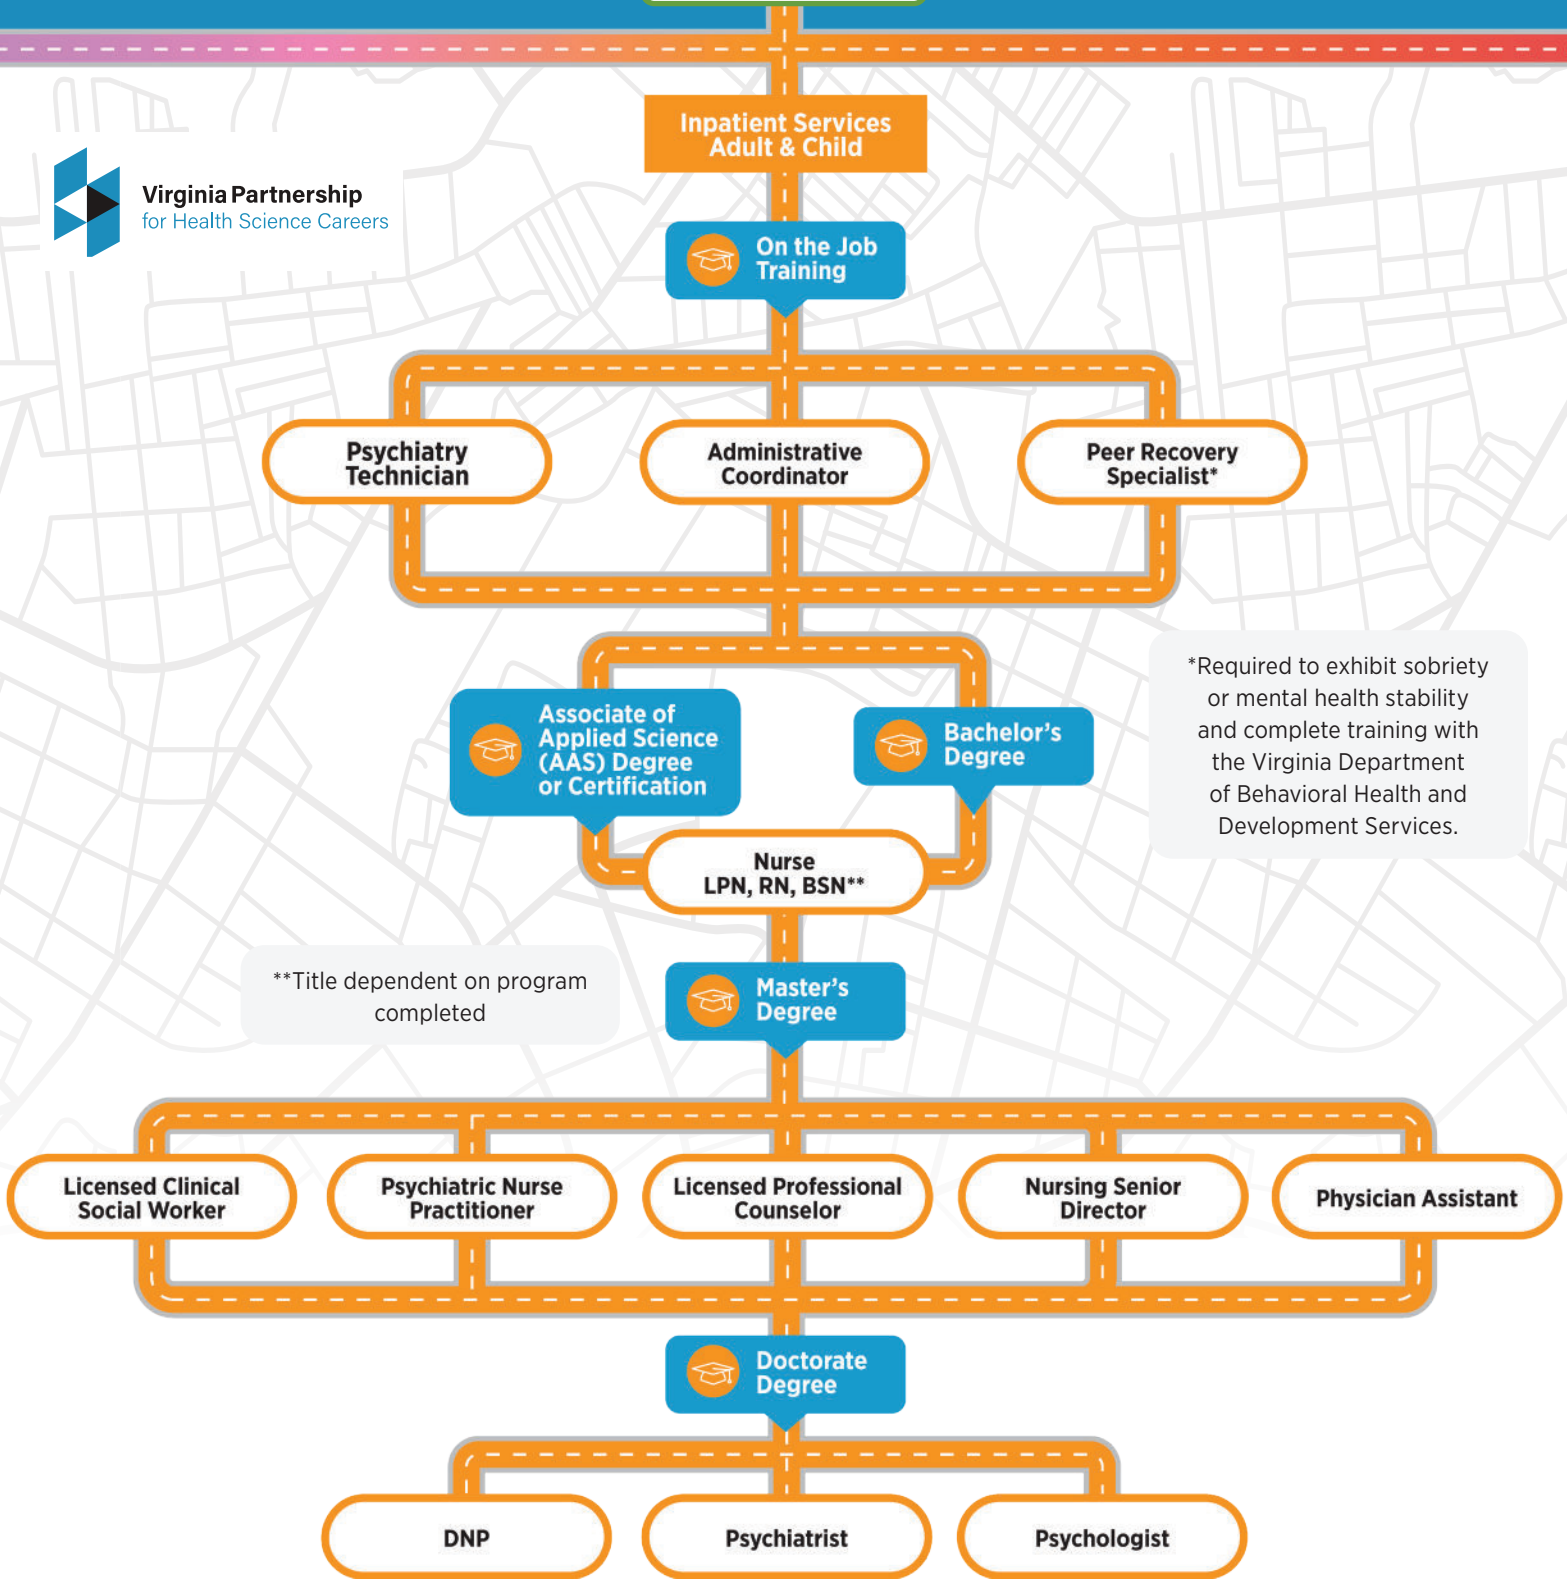 Inpatient Services
Adult & Child
Virginia Partnership
for Health Science Careers
On the Job
Training
Psychiatry
Technician
Administrative
Coordinator
Peer Recovery
Specialist*
*Required to exhibit sobriety
or mental health stability
and complete training with
the Virginia Department
of Behavioral Health and
Development Services.
Associate of
Applied Science
(AAS) Degree
or Certification
Bachelor's
Degree
Nurse
LPN, RN, BSN**
**Title dependent on program
completed
Master's
Degree
Licensed Clinical
Social Worker
Psychiatric Nurse
Practitioner
Licensed Professional
Counselor
Nursing Senior
Director
Physician Assistant
Doctorate
Degree
DNP
Psychiatrist
Psychologist